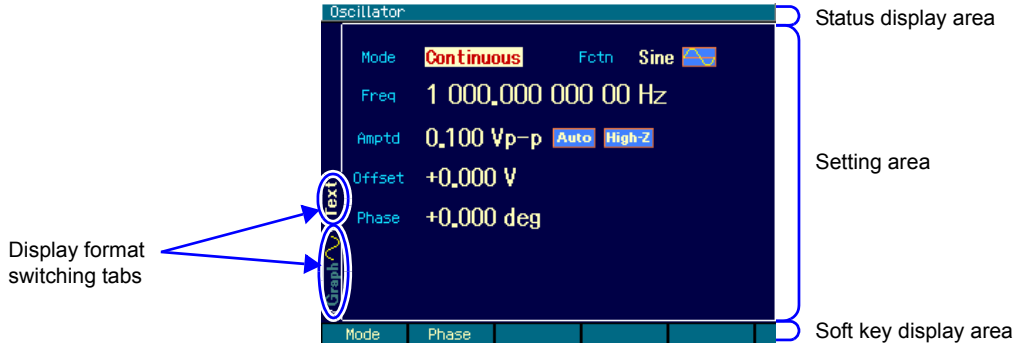 Oscillator
Status display area
Mode Continuous Fctn Sine
Freq 1 000.000 000 00 Hz
Amptd 0.100 Vp-p Auto High-Z
Setting area
Offset +0.000 V
Text
Phase +0.000 deg
Display format
switching tabs
Graph
Mode Phase
Soft key display area